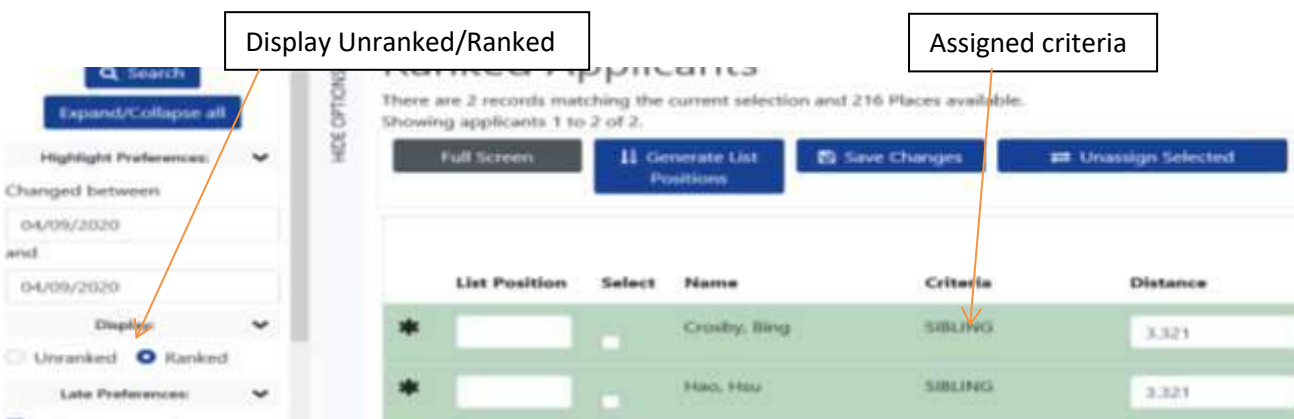 Display Unranked/Ranked
Assigned criteria
Search
Expand/Collapse all
Highlight Preferences:
Changed between
04/09/2020
and
04/09/2020
Display:
Unranked Ranked
Late Preferences:
HIDE OPTIONS
Ranked Applicants
There are 2 records matching the current selection and 216 Places available.
Showing applicants 1 to 2 of 2.
Full Screen
Generate List
Positions
Save Changes
Unassign Selected
List Position Select Name Criteria Distance
Crosby, Bing SIBLING 3.321
Hao, Hsu SIBLING 3.321